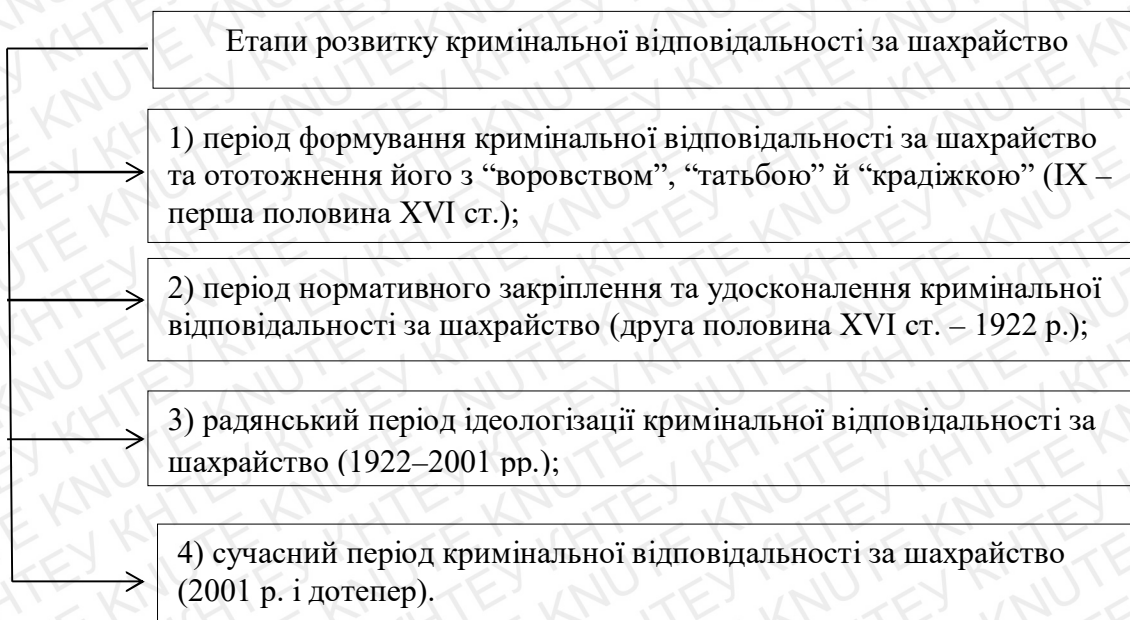 Етапи розвитку кримінальної відповідальності за шахрайство
1) період формування кримінальної відповідальності за шахрайство
та ототожнення його з “воровством”, “татьбою” й “крадіжкою” (IX –
перша половина XVI ст.);
2) період нормативного закріплення та удосконалення кримінальної
відповідальності за шахрайство (друга половина XVI ст. – 1922 р.);
3) радянський період ідеологізації кримінальної відповідальності за
шахрайство (1922–2001 рр.);
4) сучасний період кримінальної відповідальності за шахрайство
(2001 р. і дотепер).